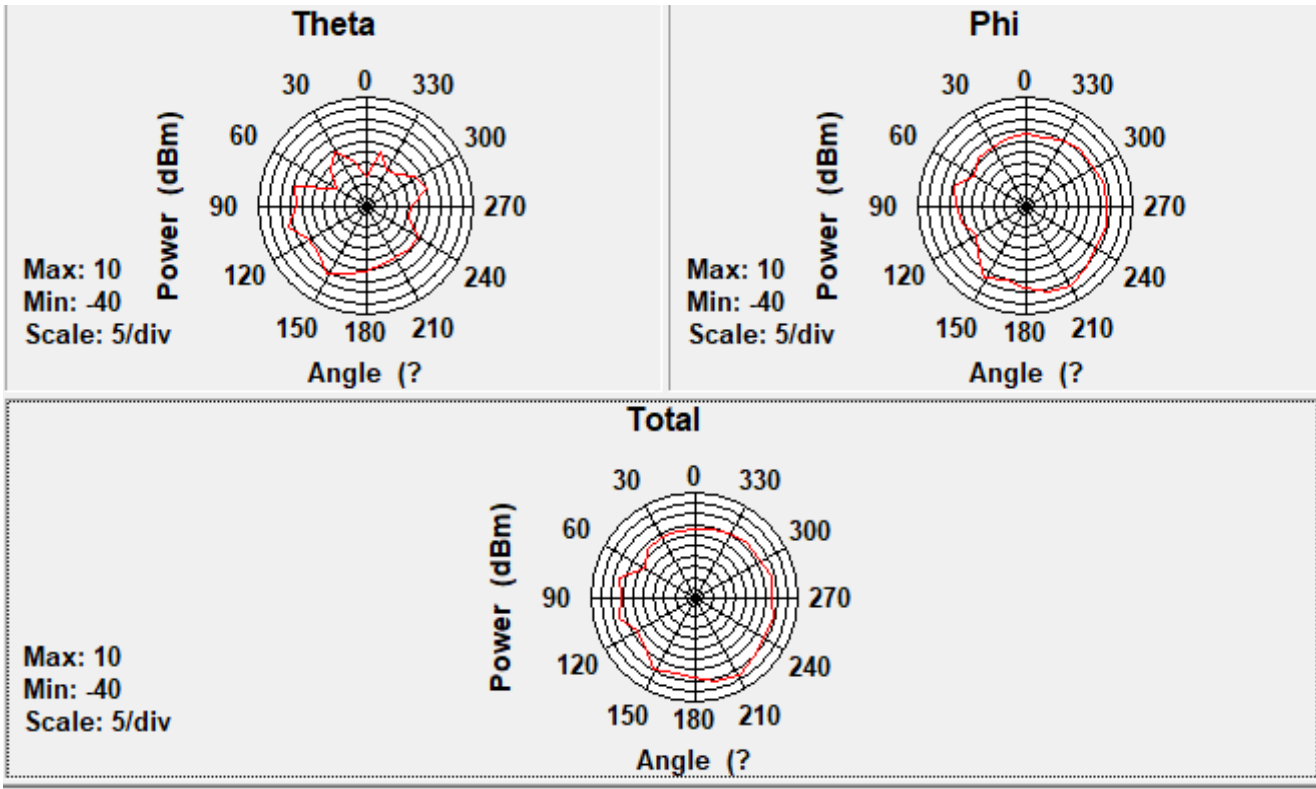 Theta
30 0 330
60 300
90 270
120 240
150 180 210
Power (dBm)
Max: 10
Min: -40
Scale: 5/div
Angle (?
Phi
30 0 330
60 300
90 270
120 240
150 180 210
Power (dBm)
Max: 10
Min: -40
Scale: 5/div
Angle (?
Total
30 0 330
60 300
90 270
120 240
150 180 210
Power (dBm)
Max: 10
Min: -40
Scale: 5/div
Angle (?